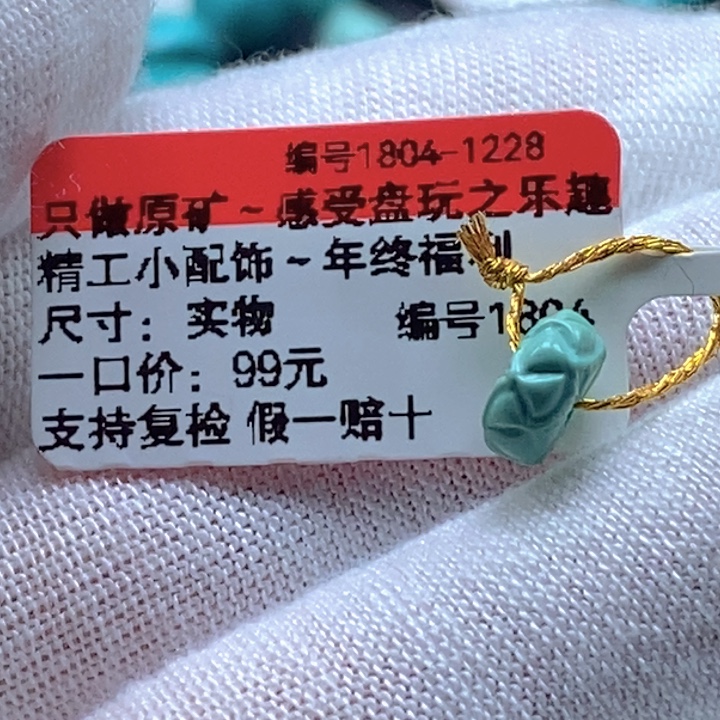 编号1804-1228
只做原矿~感受盘玩之乐趣
精工小配饰~年终福利
尺寸：实物 编号1804
一口价：99元
支持复检 假一赔十